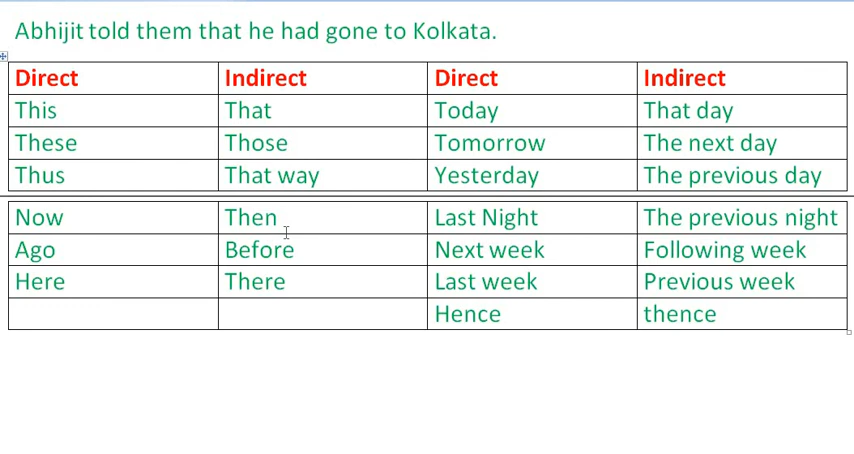 Abhijit told them that he had gone to Kolkata.
Direct Indirect Direct Indirect
This That Today That day
These Those Tomorrow The next day
Thus That way Yesterday The previous day
Now Then Last Night The previous night
Ago Before Next week Following week
Here There Last week Previous week
Hence thence